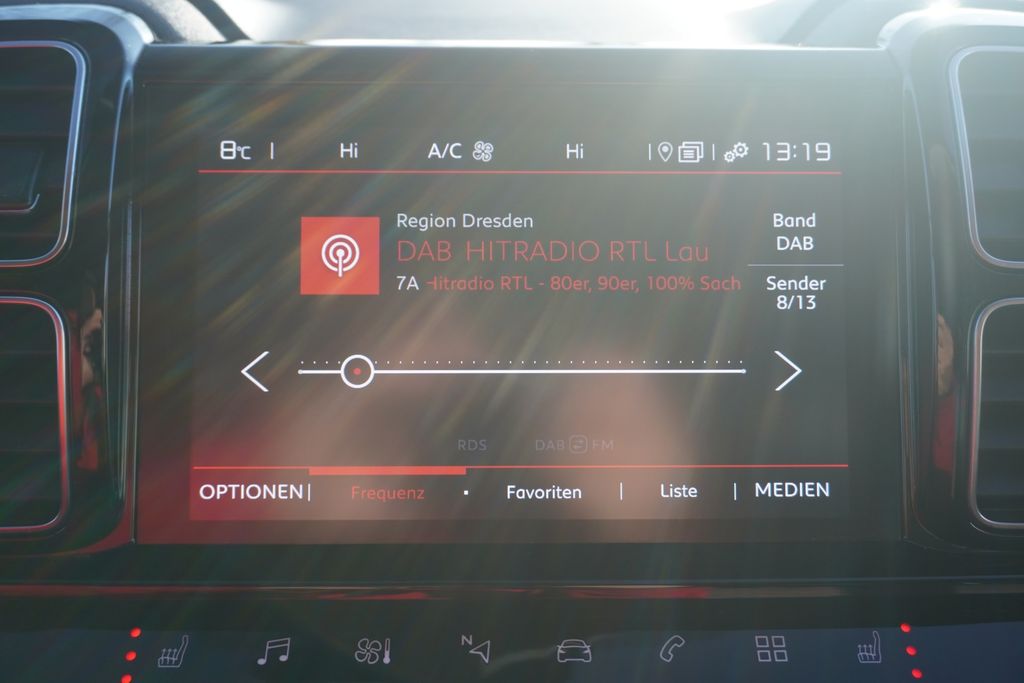 8°C | Hi A/C Hi | | 13:19
Region Dresden
DAB HITRADIO RTL Lau
7A Hitradio RTL - 80er, 90er, 100% Sach
Band
DAB
Sender
8/13
RDS DAB FM
OPTIONEN | Frequenz Favoriten | Liste | MEDIEN
N